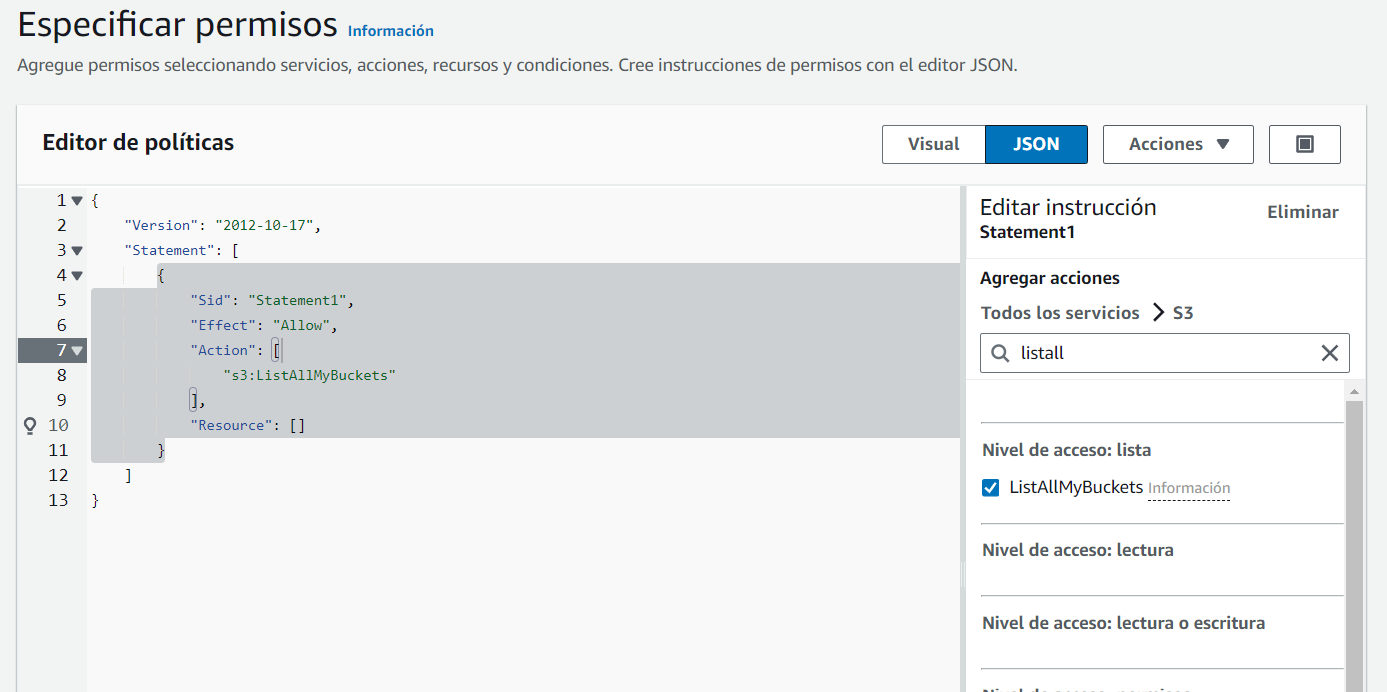 Especificar permisos Información
Agregue permisos seleccionando servicios, acciones, recursos y condiciones. Cree instrucciones de permisos con el editor JSON.
Editor de políticas
Visual JSON Acciones
1 {
2 "Version": "2012-10-17",
3 "Statement": [
4 {
5 "Sid": "Statement1",
6 "Effect": "Allow",
7 "Action": [
8 "s3:ListAllMyBuckets"
9 ],
10 "Resource": []
11 }
12 ]
13 }
Editar instrucción
Eliminar
Statement1
Agregar acciones
Todos los servicios > S3
listall
Nivel de acceso: lista
ListAllMyBuckets Información
Nivel de acceso: lectura
Nivel de acceso: lectura o escritura